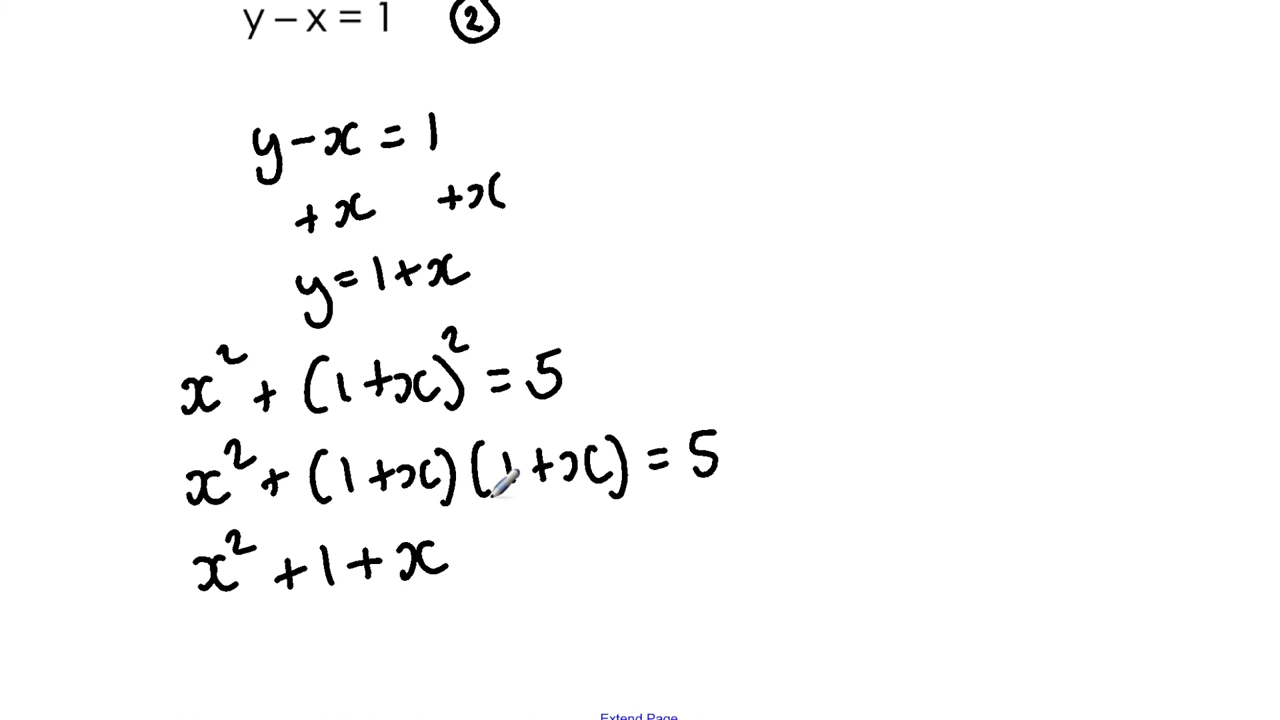 y – x = 1 ②
y - x = 1
+ x + x
y = 1 + x
x² + (1 + x)² = 5
x² + (1 + x)(1 + x) = 5
x² + 1 + x
Extend Page